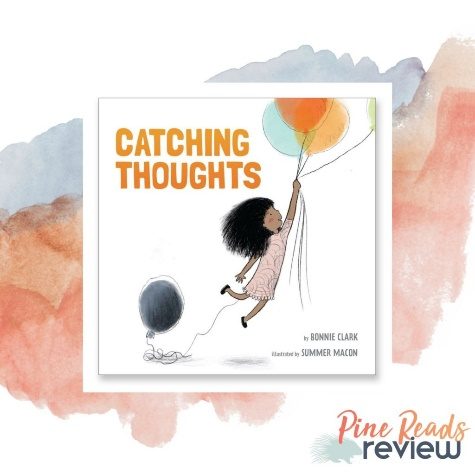 CATCHING
THOUGHTS
by BONNIE CLARK
illustrated by SUMMER MACON
Pine Reads
review